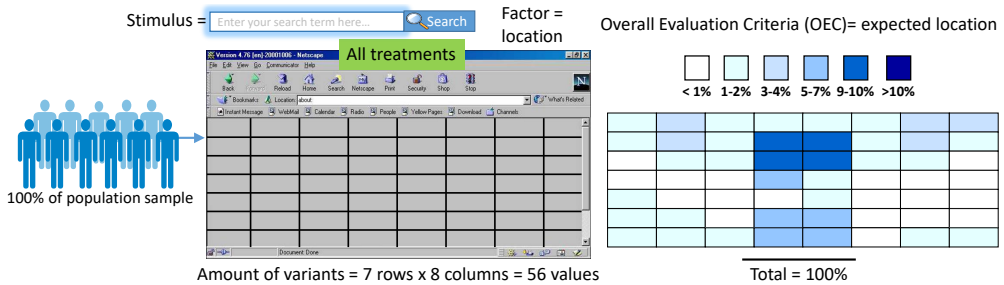 Stimulus =
Enter your search term here...
Search
Factor =
location
Overall Evaluation Criteria (OEC)= expected location
Version 4.76 [en]-20001006 - Netscape
All treatments
File Edit View Go Communicator Help
Back Forward Reload Home Search Netscape Print Security Shop Stop
N
Bookmarks Location: about: What's Related
Instant Message WebMail Calendar Radio People Yellow Pages Download Channels
< 1% 1-2% 3-4% 5-7% 9-10% >10%
100% of population sample
Document: Done
Amount of variants = 7 rows x 8 columns = 56 values
Total = 100%